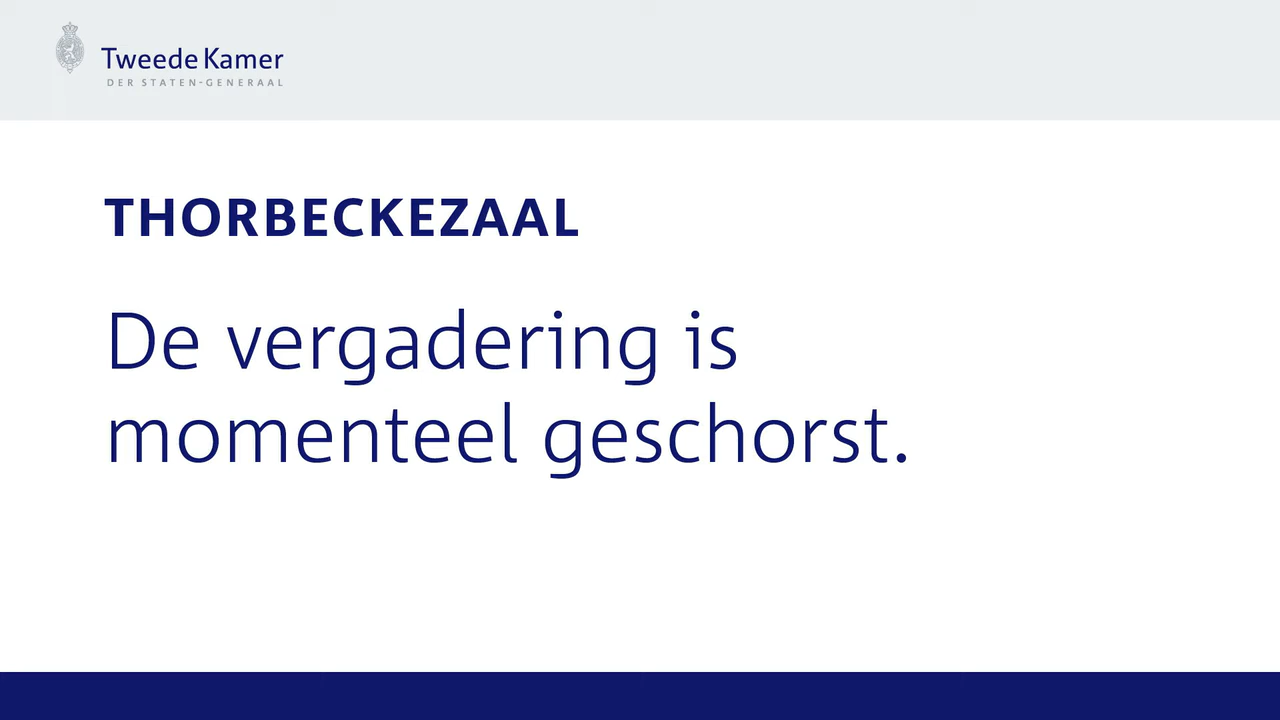 Tweede Kamer
DER STATEN-GENERAAL
THORBECKEZAAL
De vergadering is
momenteel geschorst.